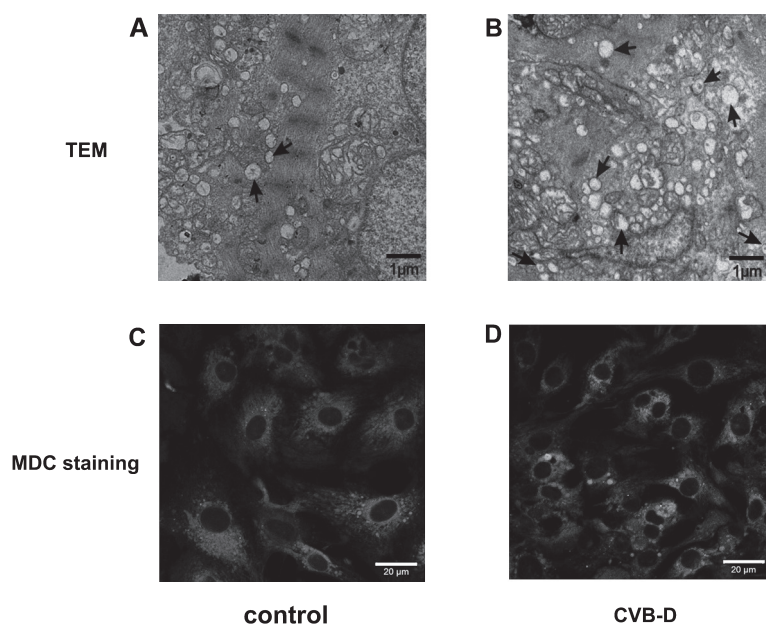 A
B
TEM
1µm
1µm
C
D
MDC staining
20 µm
20 µm
control
CVB-D